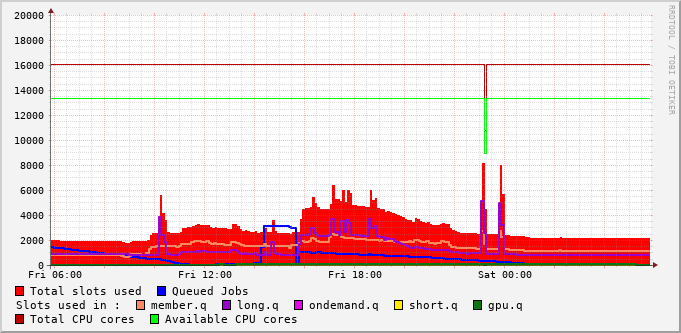 RRDTOOL / TOBI OETIKER
20000
18000
16000
14000
12000
10000
8000
6000
4000
2000
0
Fri 06:00 Fri 12:00 Fri 18:00 Sat 00:00
Total slots used Queued Jobs
Slots used in : member.q long.q ondemand.q short.q gpu.q
Total CPU cores Available CPU cores